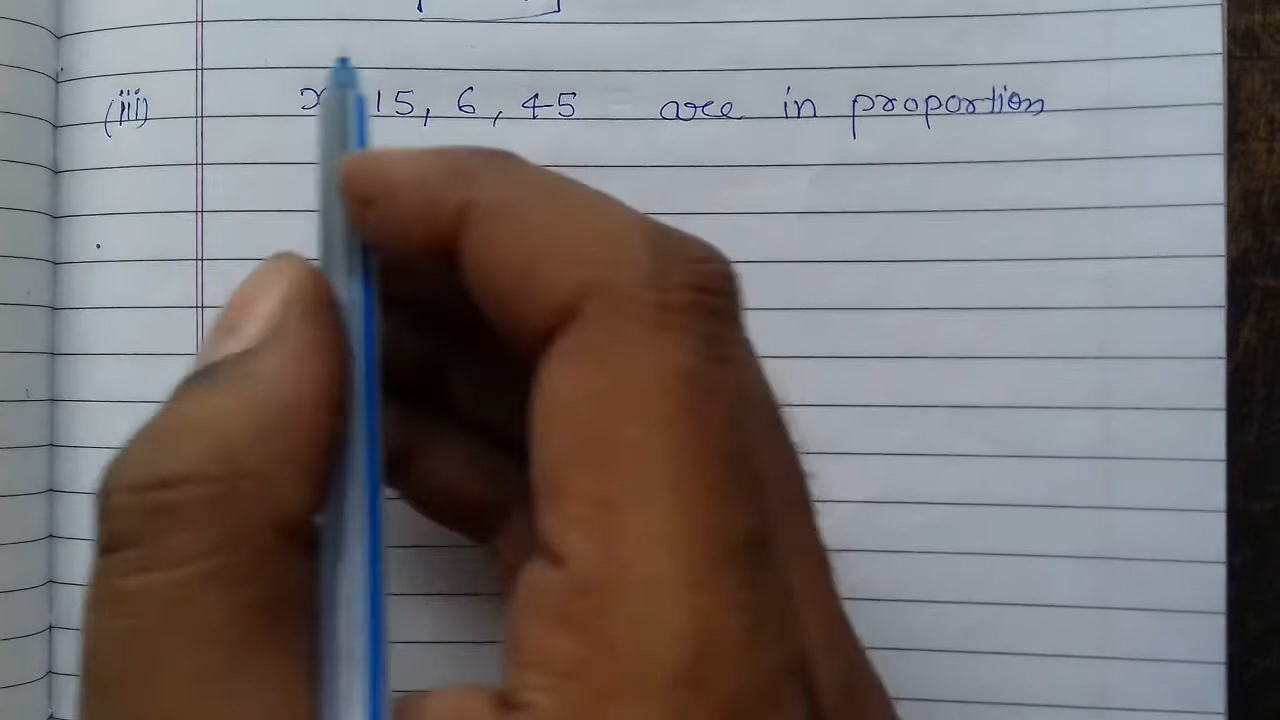 (iii) x 15, 6, 45 are in proportion